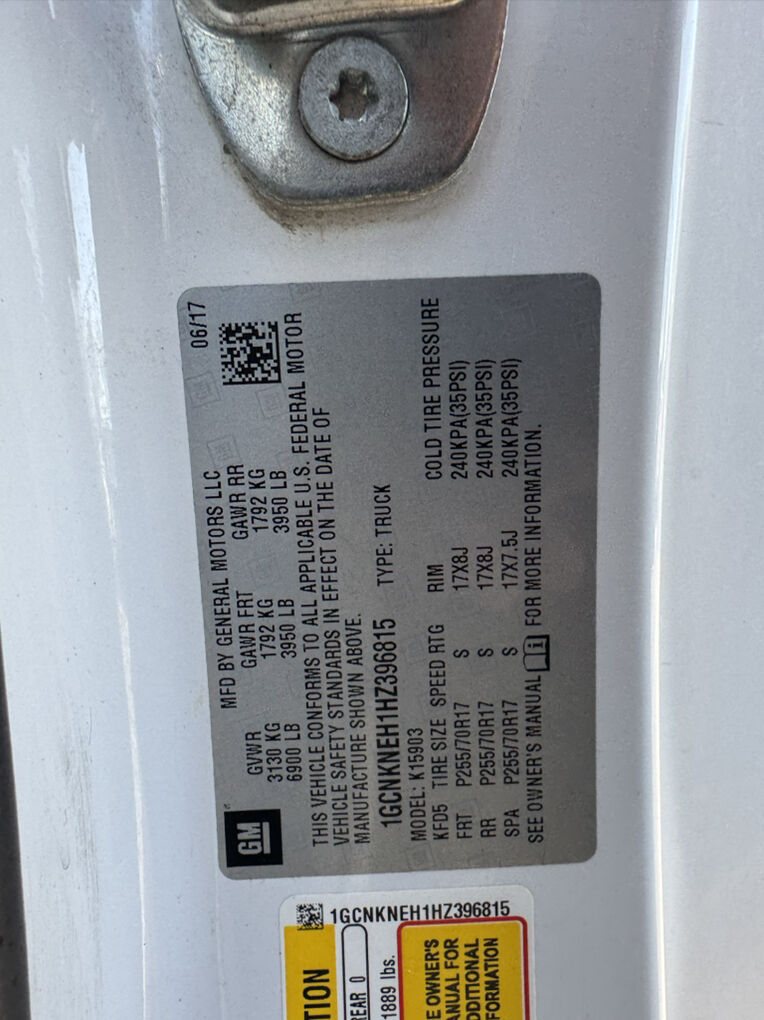 GM
MFD BY GENERAL MOTORS LLC 06/17
GVWR GAWR FRT GAWR RR
3130 KG 1792 KG 1792 KG
6900 LB 3950 LB 3950 LB
THIS VEHICLE CONFORMS TO ALL APPLICABLE U.S. FEDERAL MOTOR
VEHICLE SAFETY STANDARDS IN EFFECT ON THE DATE OF
MANUFACTURE SHOWN ABOVE.
1GCNKNEH1HZ396815 TYPE: TRUCK
MODEL: K15903
KFD5 TIRE SIZE SPEED RTG RIM COLD TIRE PRESSURE
FRT P255/70R17 S 17X8J 240KPA(35PSI)
RR P255/70R17 S 17X8J 240KPA(35PSI)
SPA P255/70R17 S 17X7.5J 240KPA(35PSI)
SEE OWNER'S MANUAL FOR MORE INFORMATION.
1GCNKNEH1HZ396815
TION
REAR 0
1889 lbs.
E OWNER'S
ANUAL FOR
DDITIONAL
FORMATION